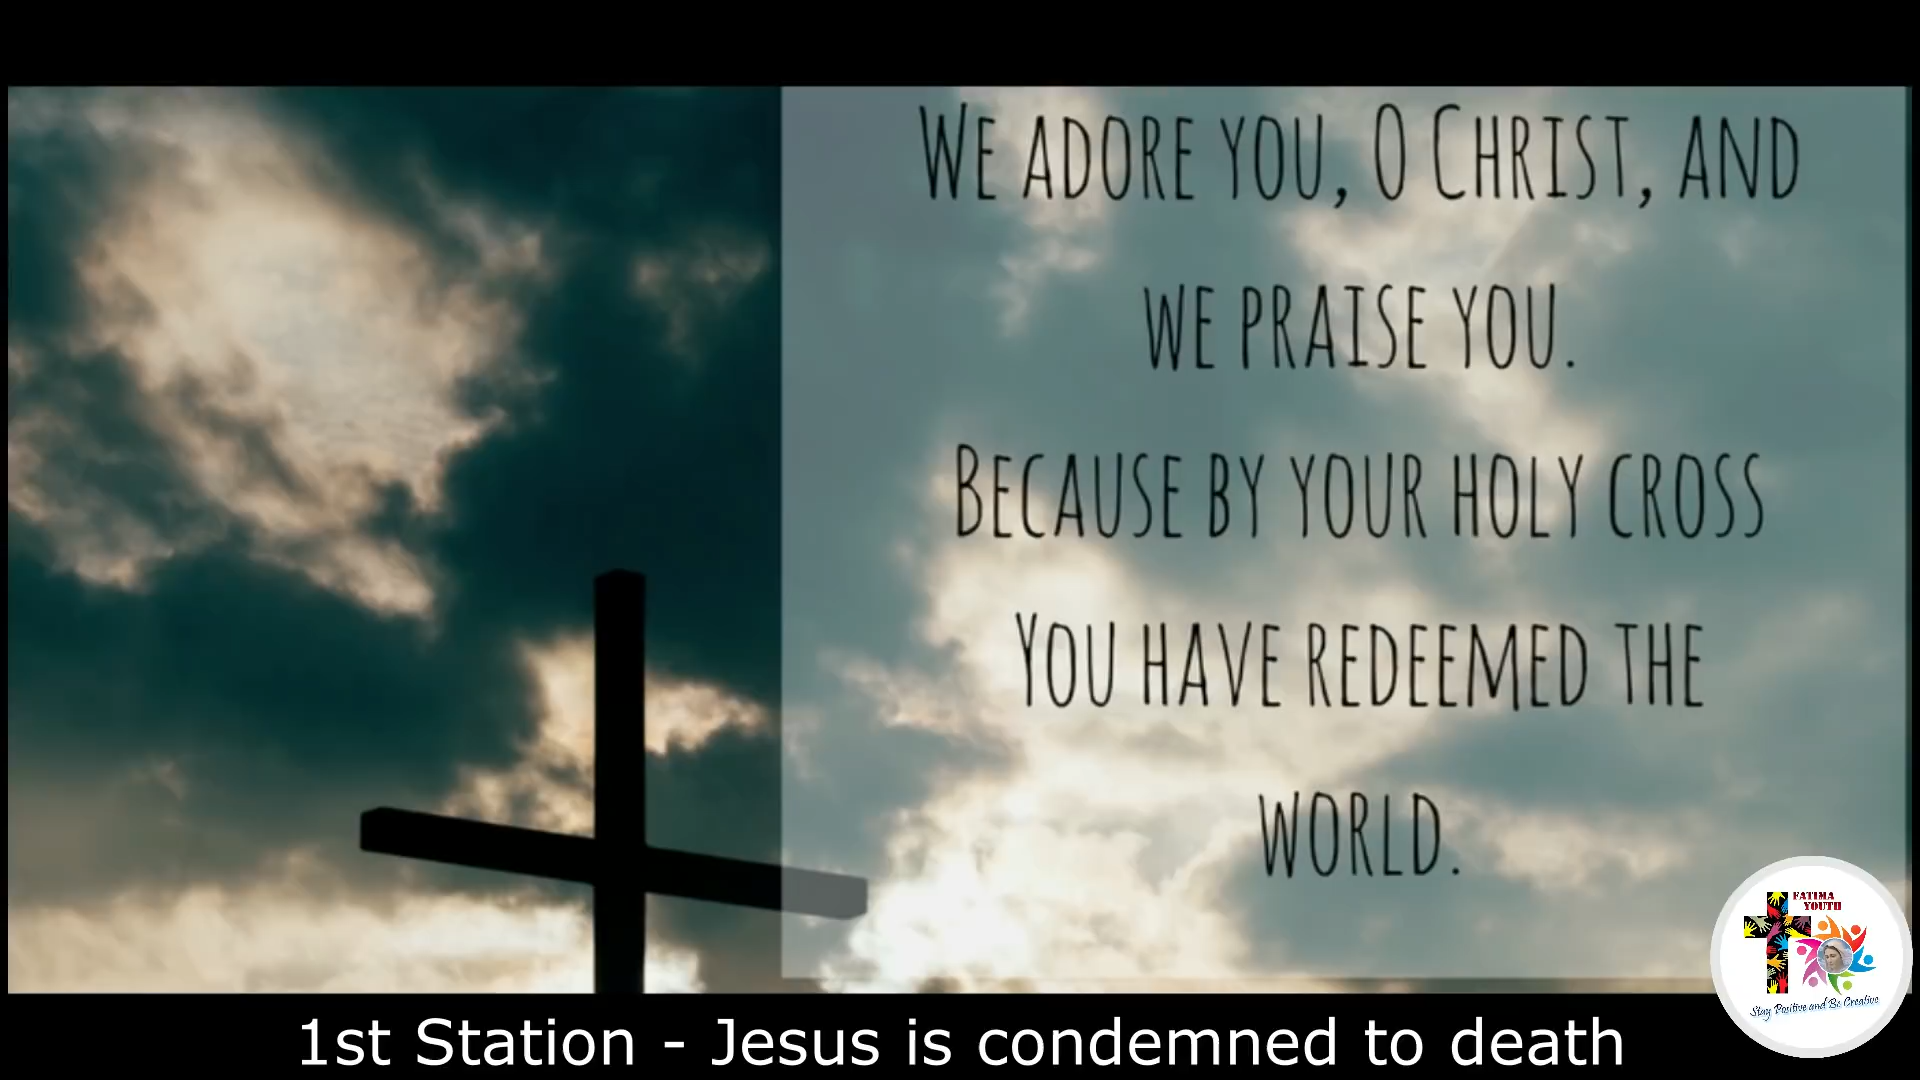 We adore you, O Christ, and
we praise you.
Because by your holy cross
You have redeemed the
world.
FATIMA
YOUTH
Stay Positive and Be Creative
1st Station - Jesus is condemned to death